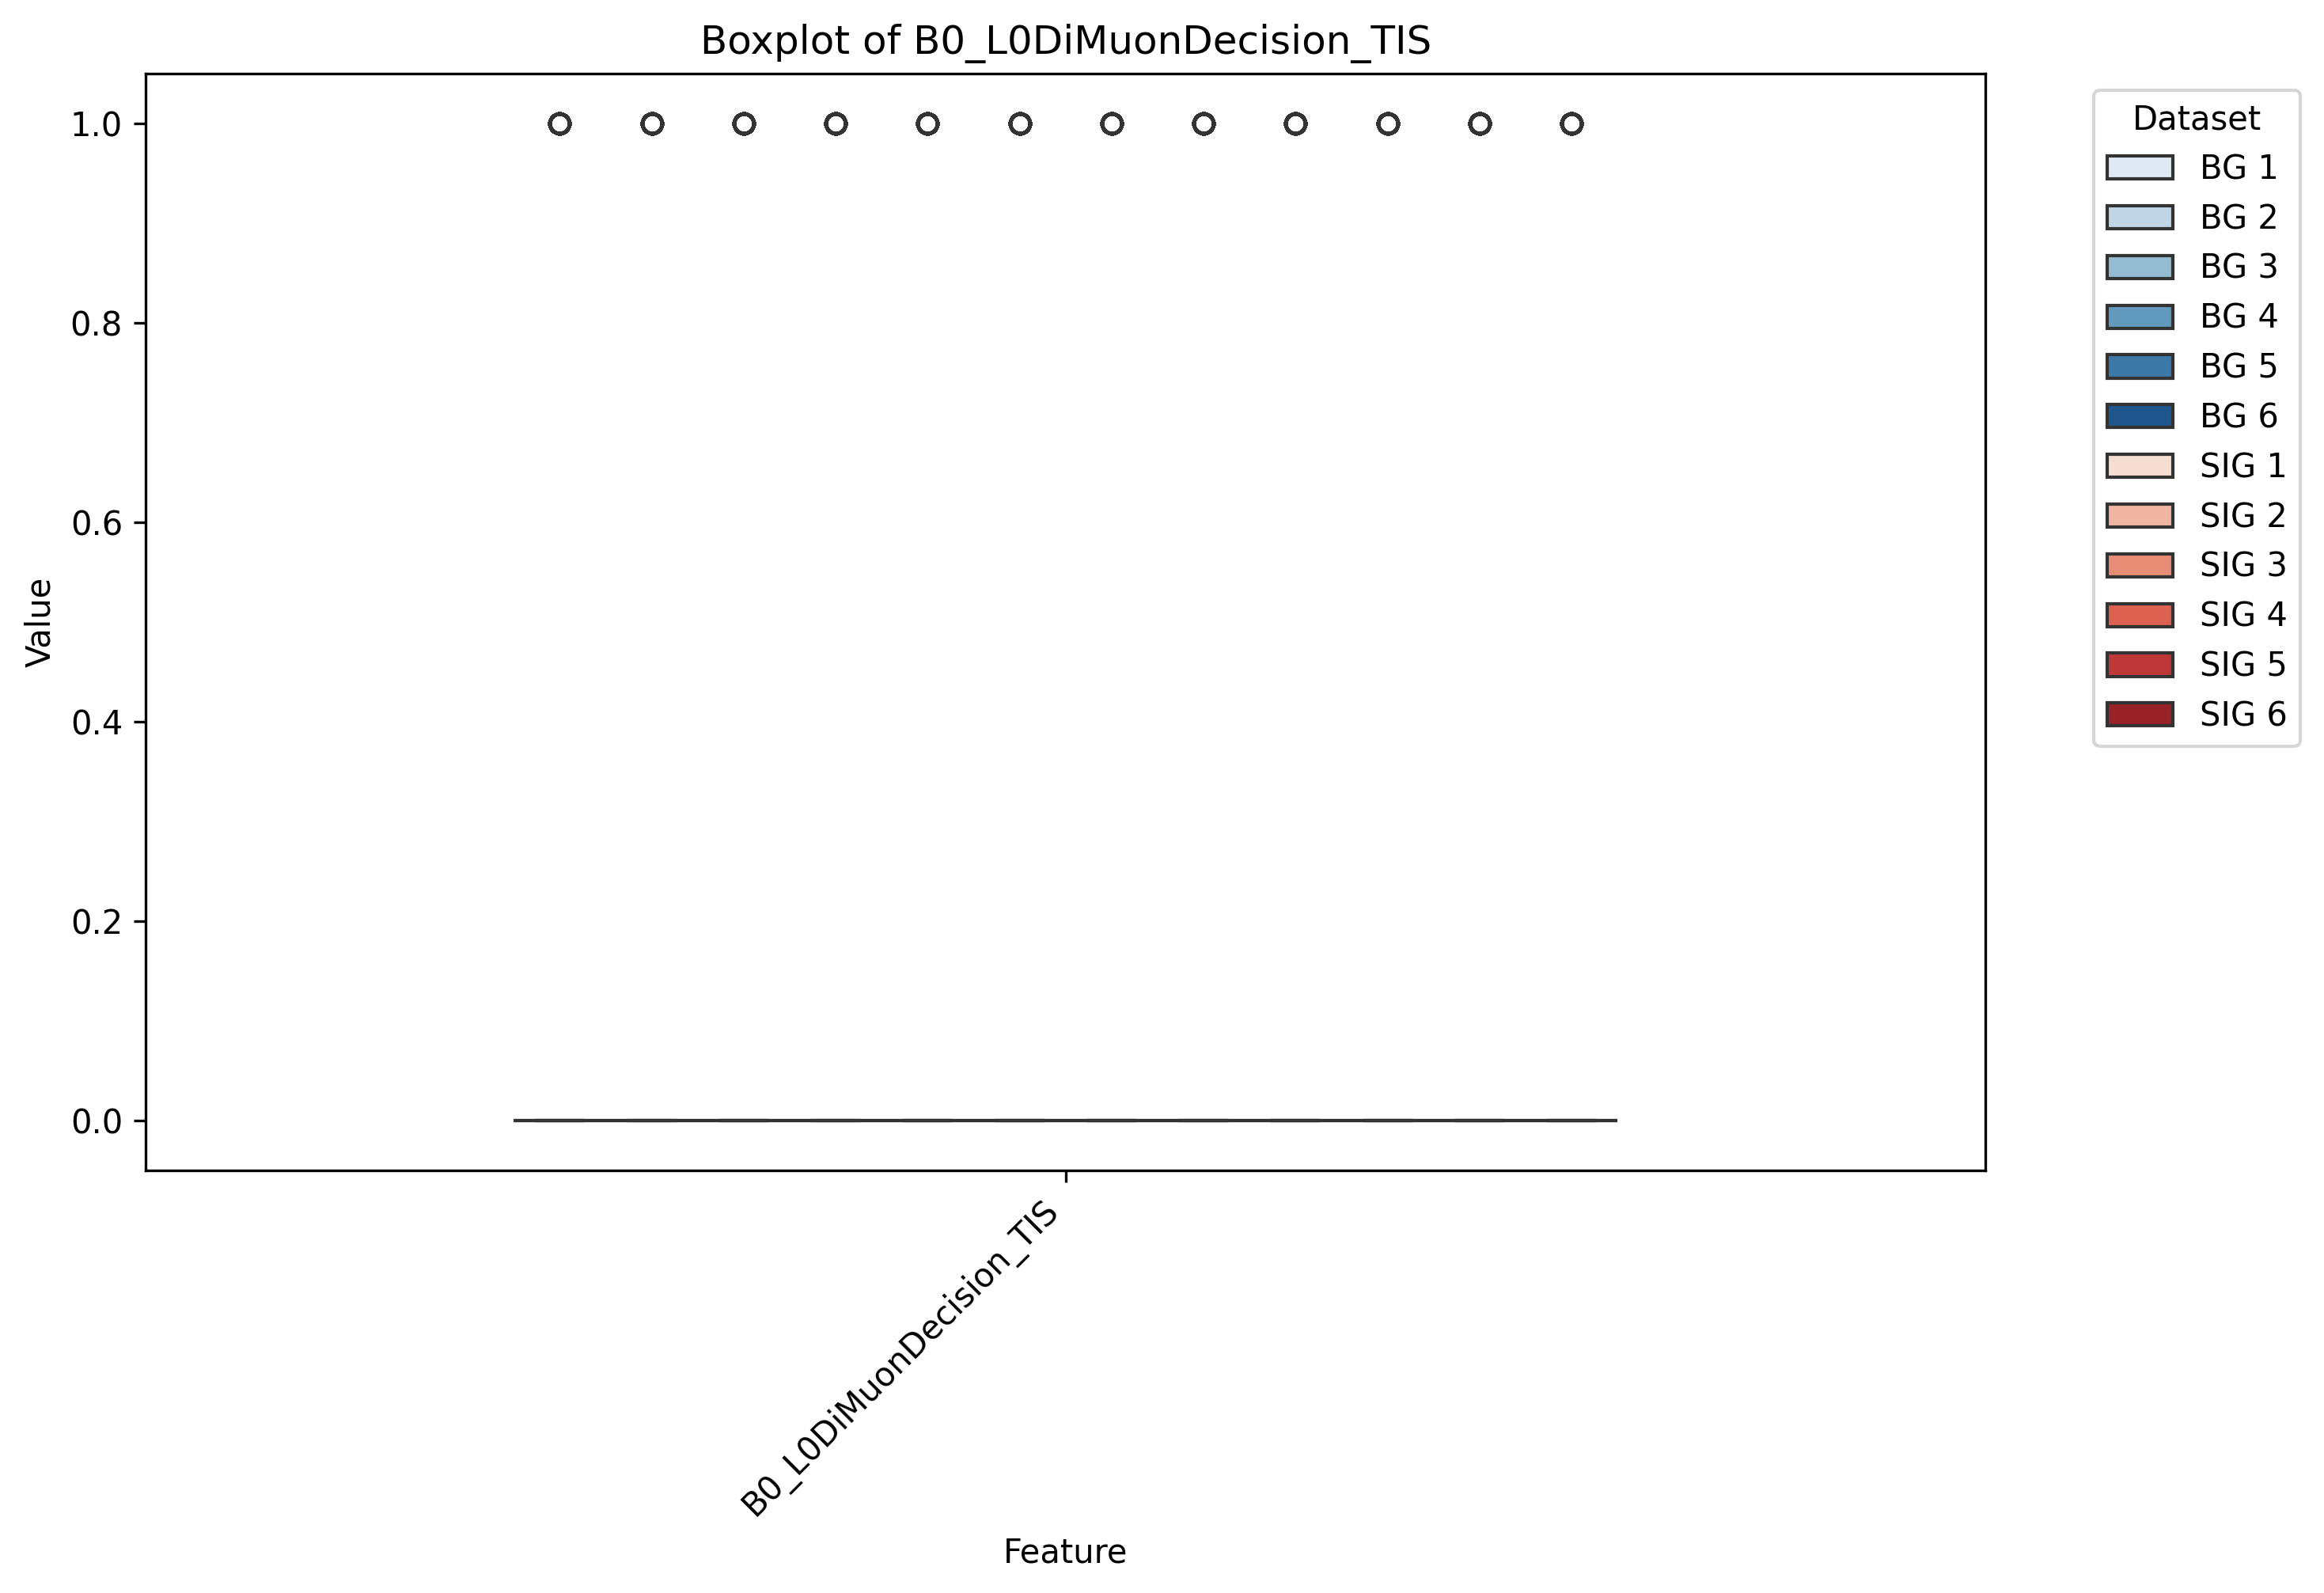 Boxplot of B0_L0DiMuonDecision_TIS
1.0
0.8
0.6
0.4
0.2
0.0
Value
B0_L0DiMuonDecision_TIS
Feature
Dataset
BG 1
BG 2
BG 3
BG 4
BG 5
BG 6
SIG 1
SIG 2
SIG 3
SIG 4
SIG 5
SIG 6